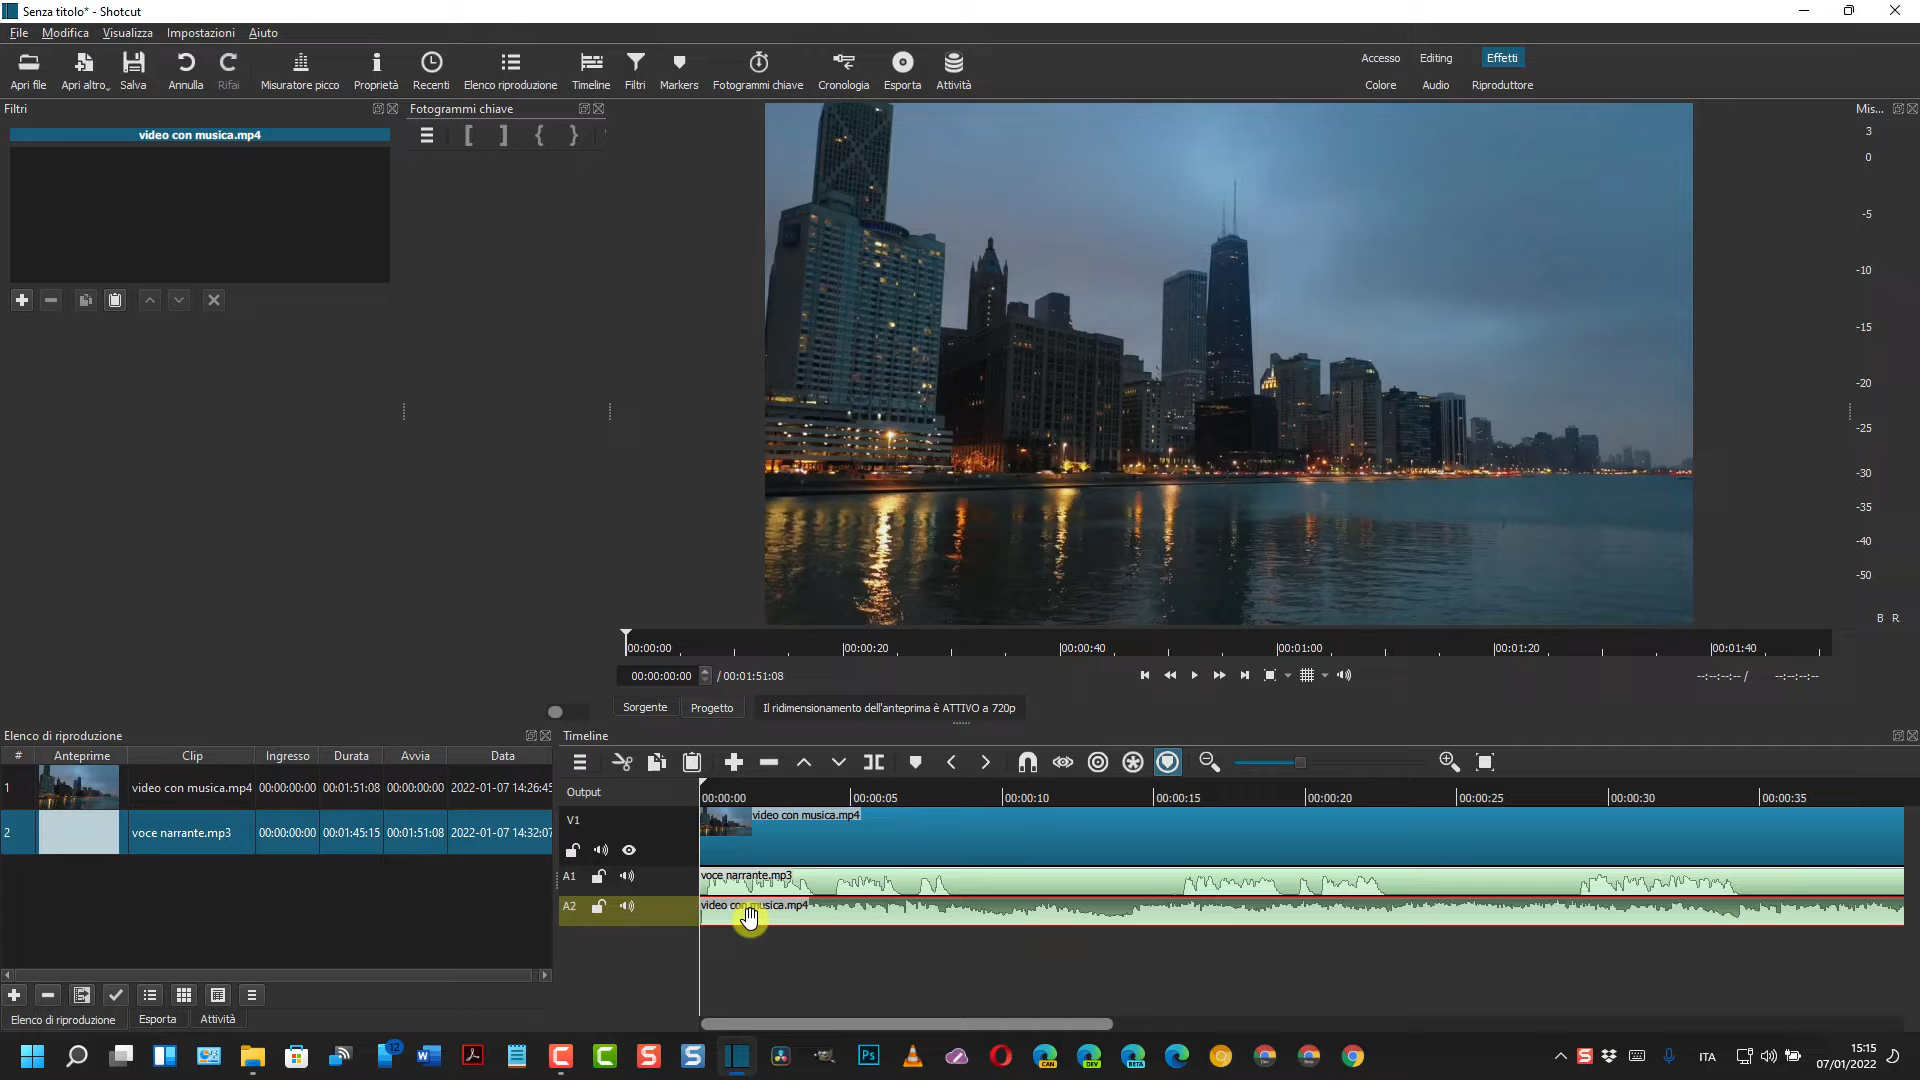 Senza titolo* - Shotcut
File Modifica Visualizza Impostazioni Aiuto
Apri file Apri altro.. Salva Annulla Rifai Misuratore picco Proprietà Recenti Elenco riproduzione Timeline Filtri Markers Fotogrammi chiave Cronologia Esporta Attività
Accesso Editing Effetti
Colore Audio Riproduttore
Filtri
Fotogrammi chiave
Mis...
video con musica.mp4
3
0
-5
-10
-15
-20
-25
-30
-35
-40
-50
B R
00:00:00 00:00:20 00:00:40 00:01:00 00:01:20 00:01:40
00:00:00:00 / 00:01:51:08
--:--:--:-- / --:--:--:--
Sorgente Progetto Il ridimensionamento dell'anteprima è ATTIVO a 720p
Elenco di riproduzione
# Anteprime Clip Ingresso Durata Avvia Data
1 video con musica.mp4 00:00:00:00 00:01:51:08 00:00:00:00 2022-01-07 14:26:45
2 voce narrante.mp3 00:00:00:00 00:01:45:15 00:01:51:08 2022-01-07 14:32:07
Elenco di riproduzione Esporta Attività
Timeline
Output
00:00:00 00:00:05 00:00:10 00:00:15 00:00:20 00:00:25 00:00:30 00:00:35
V1
video con musica.mp4
A1
voce narrante.mp3
A2
video con musica.mp4
12
Ps
CAN
DEV
BETA
Dev
Beta
ITA
15:15
07/01/2022